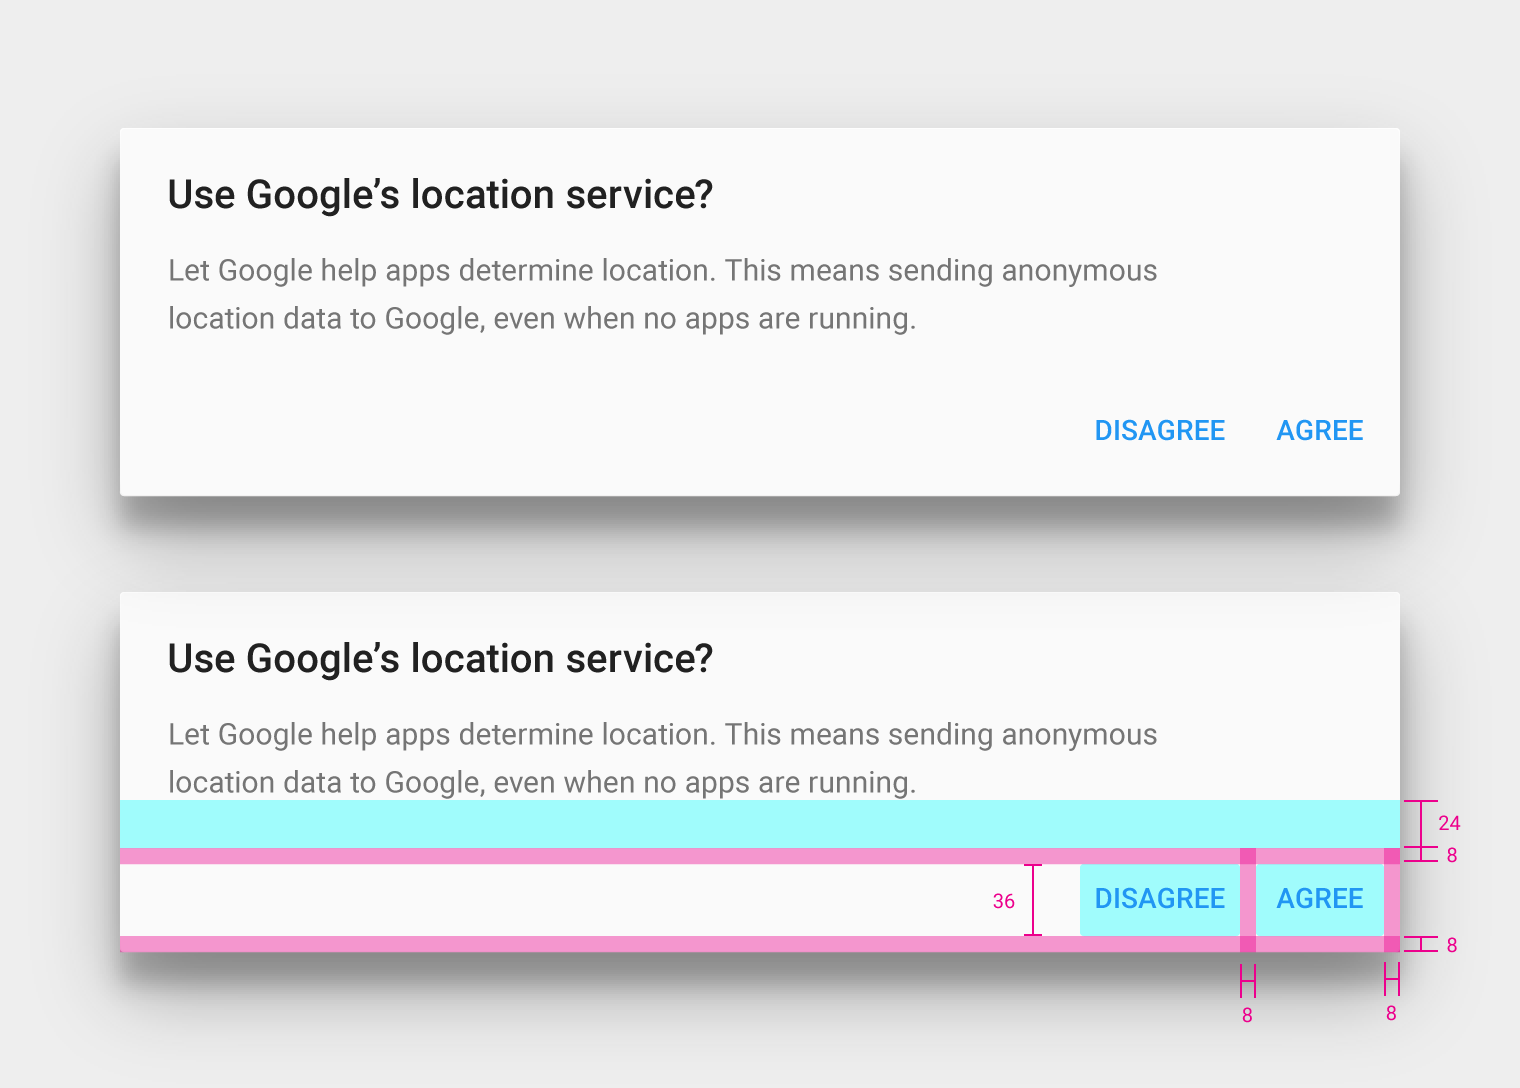 Use Google’s location service?
Let Google help apps determine location. This means sending anonymous
location data to Google, even when no apps are running.
DISAGREE AGREE
Use Google’s location service?
Let Google help apps determine location. This means sending anonymous
location data to Google, even when no apps are running.
24
8
36 DISAGREE AGREE
8
8 8